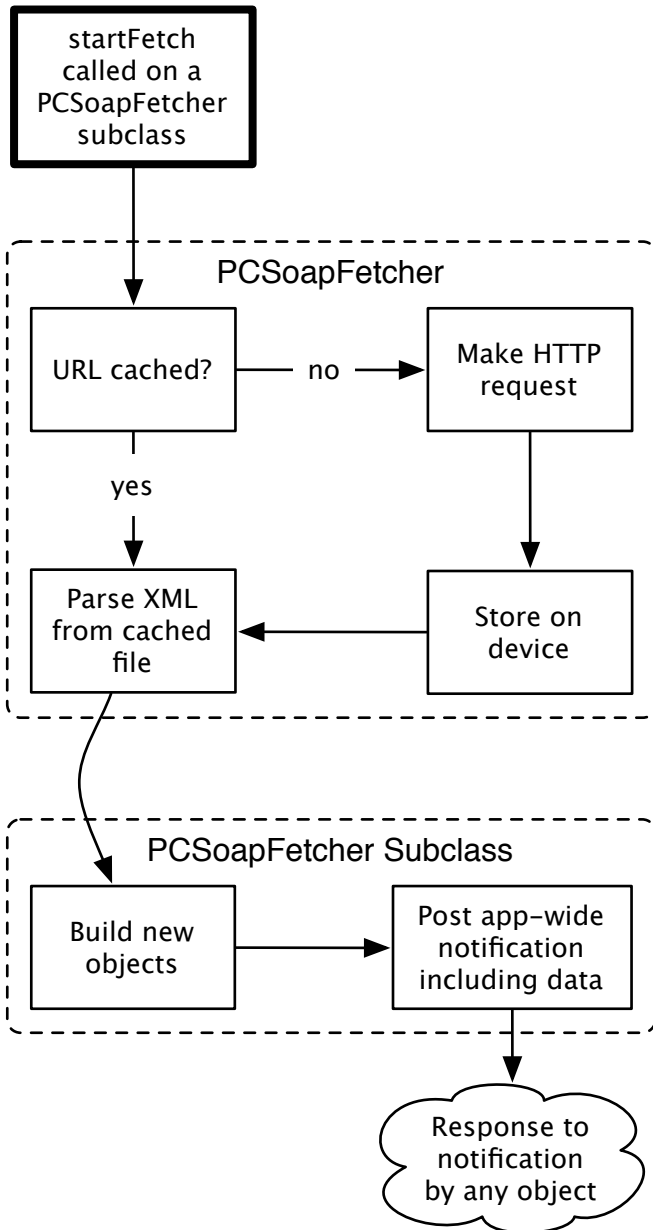 startFetch
called on a
PCSoapFetcher
subclass
PCSoapFetcher
URL cached?
no
Make HTTP
request
yes
Parse XML
from cached
file
Store on
device
PCSoapFetcher Subclass
Build new
objects
Post app-wide
notification
including data
Response to
notification
by any object